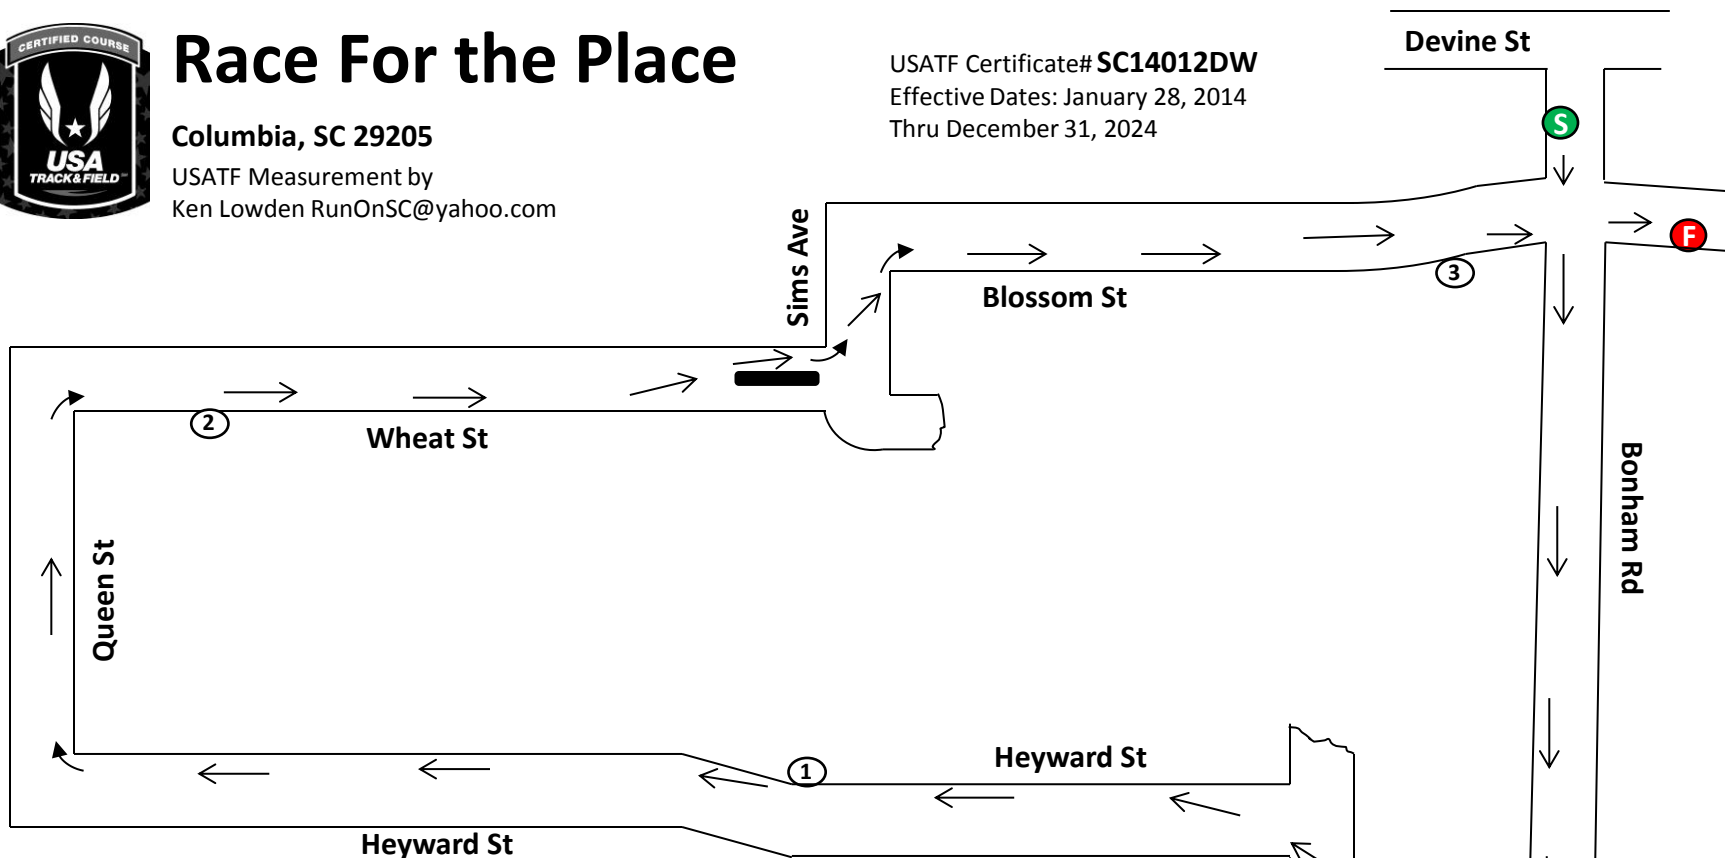 CERTIFIED COURSE
USA
TRACK & FIELD
Race For the Place
Columbia, SC 29205
USATF Measurement by
Ken Lowden RunOnSC@yahoo.com
USATF Certificate# SC14012DW
Effective Dates: January 28, 2014
Thru December 31, 2024
Devine St
S
F
Sims Ave
3
Blossom St
2
Wheat St
Bonham Rd
Queen St
Heyward St
1
Heyward St